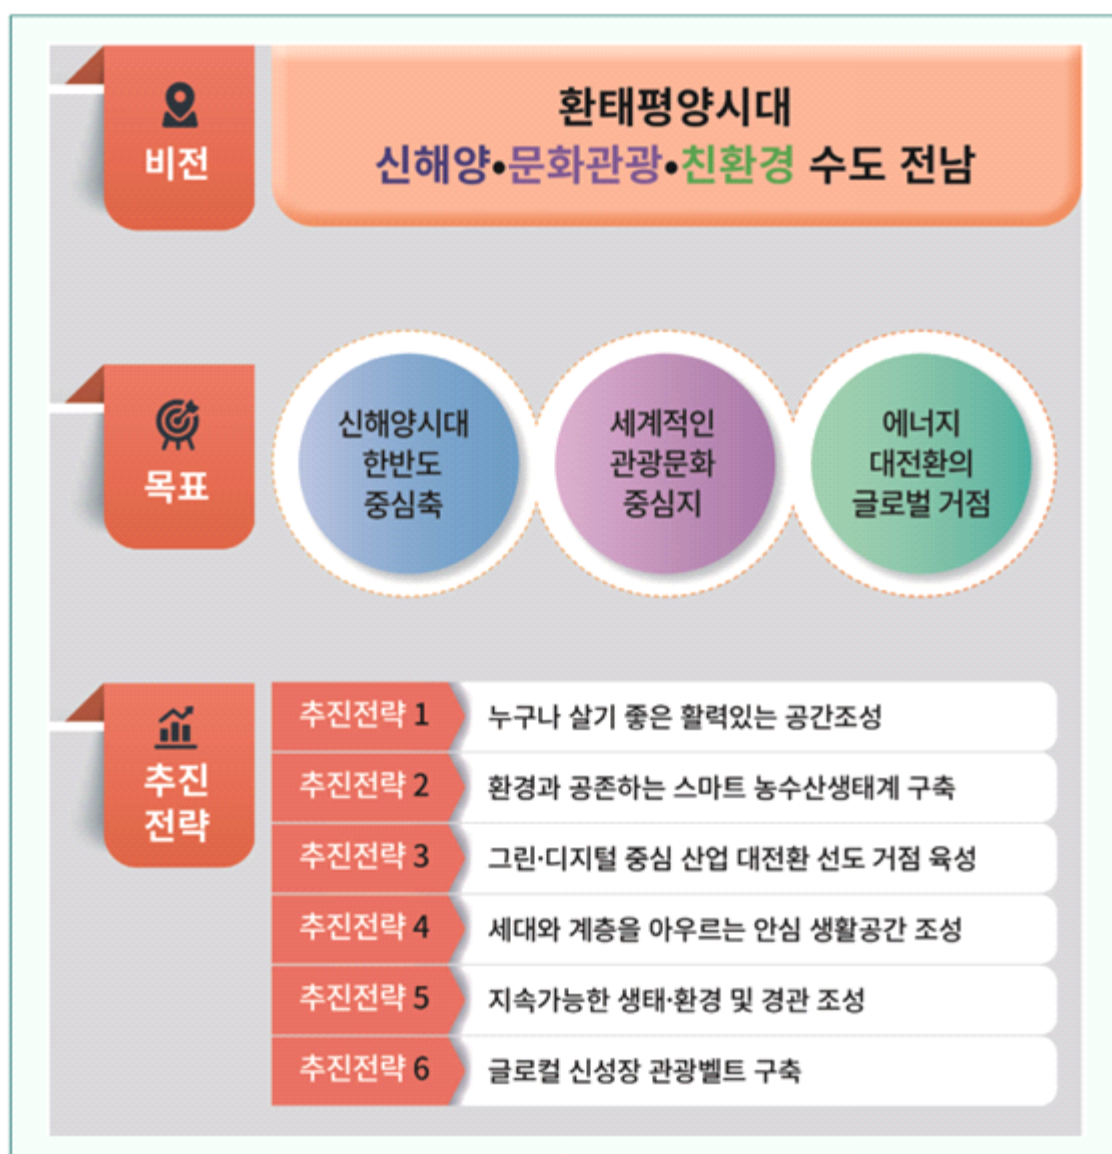 비전
환태평양시대
신해양•문화관광•친환경 수도 전남
목표
신해양시대
한반도
중심축
세계적인
관광문화
중심지
에너지
대전환의
글로벌 거점
추진
전략
추진전략 1 누구나 살기 좋은 활력있는 공간조성
추진전략 2 환경과 공존하는 스마트 농수산생태계 구축
추진전략 3 그린·디지털 중심 산업 대전환 선도 거점 육성
추진전략 4 세대와 계층을 아우르는 안심 생활공간 조성
추진전략 5 지속가능한 생태·환경 및 경관 조성
추진전략 6 글로컬 신성장 관광벨트 구축